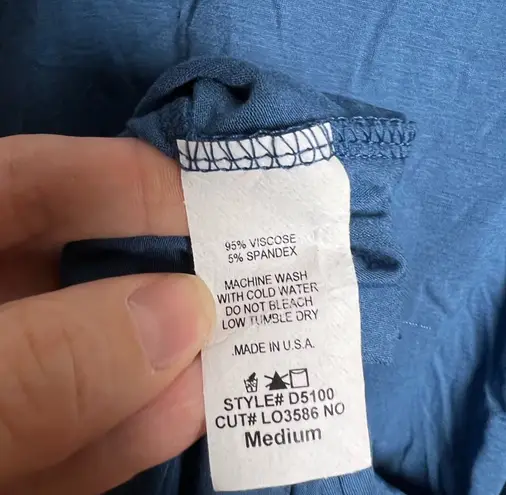 95% VISCOSE
5% SPANDEX
MACHINE WASH
WITH COLD WATER
DO NOT BLEACH
LOW TUMBLE DRY
.MADE IN U.S.A.
STYLE# D5100
CUT# LO3586 NO
Medium